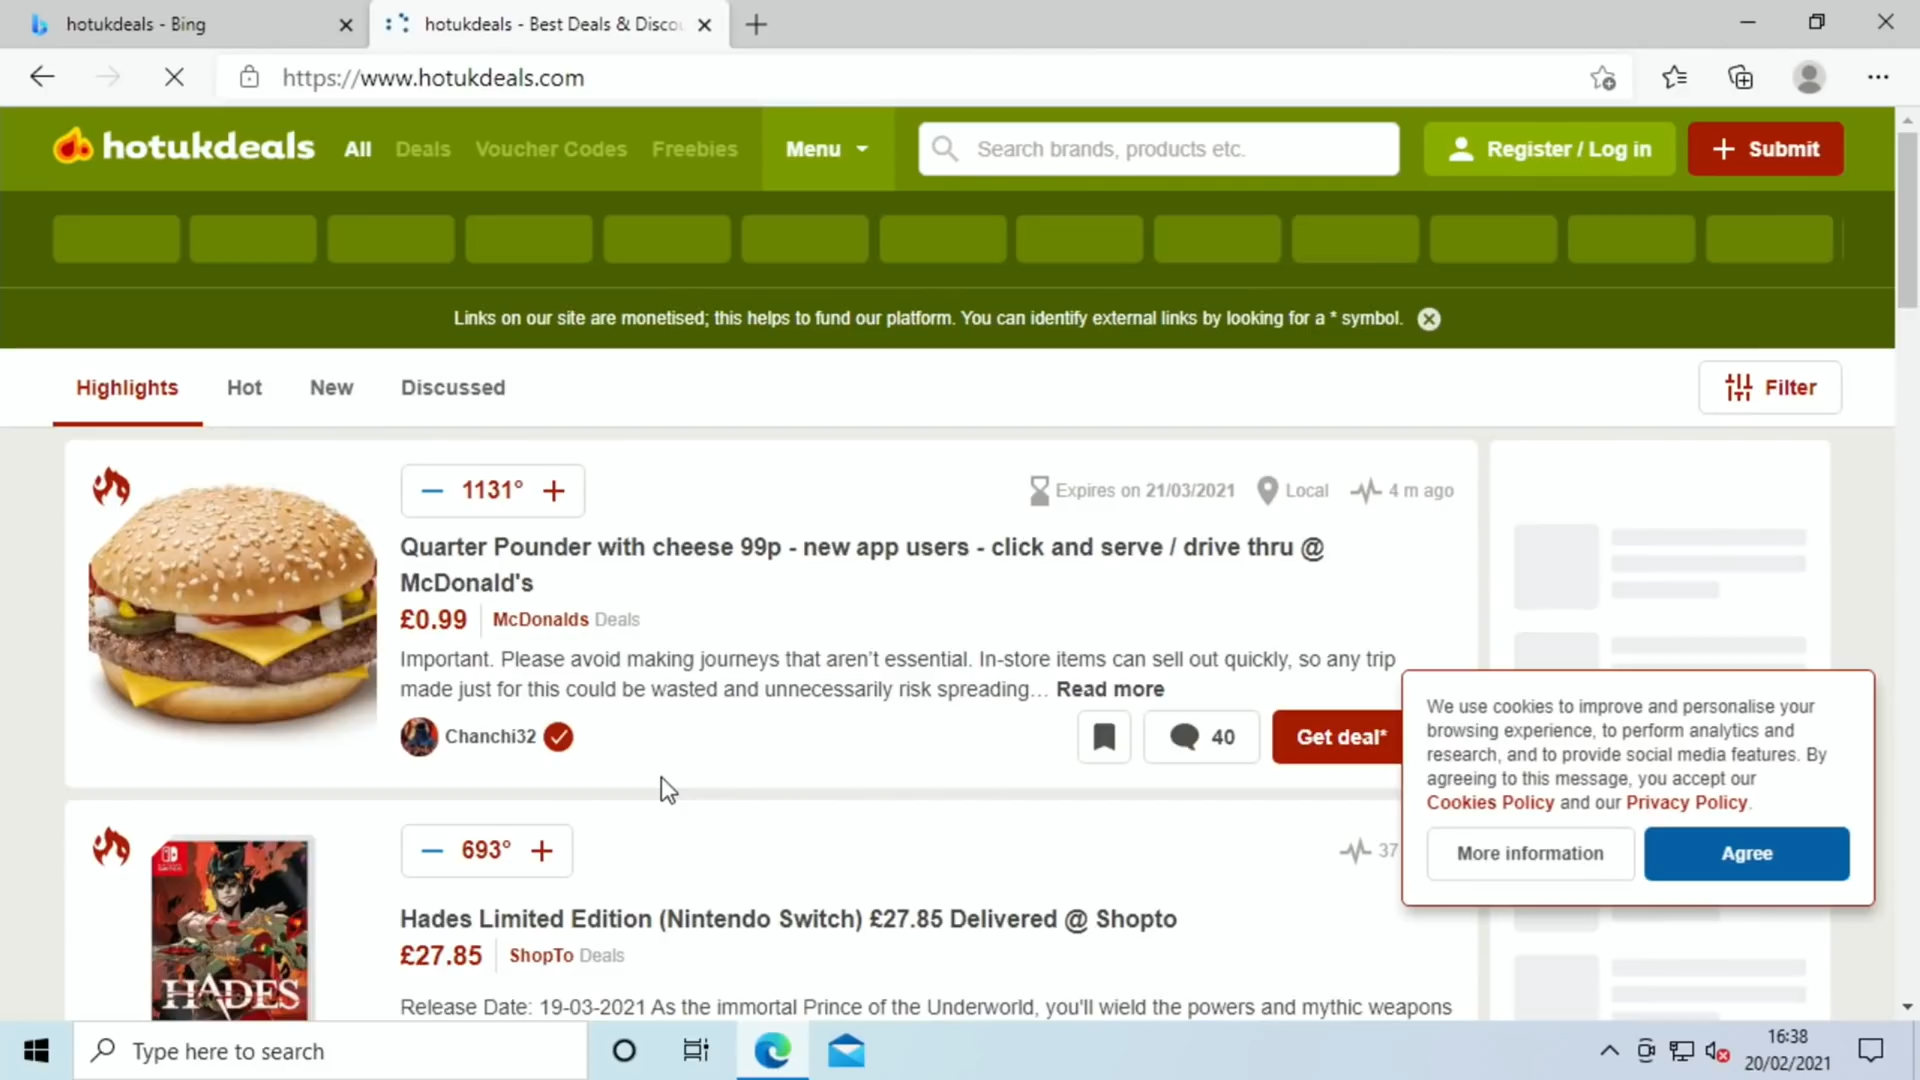 hotukdeals - Bing
hotukdeals - Best Deals & Disco
https://www.hotukdeals.com
hotukdeals All Deals Voucher Codes Freebies Menu Search brands, products etc. Register / Log in + Submit
Links on our site are monetised; this helps to fund our platform. You can identify external links by looking for a * symbol.
Highlights Hot New Discussed Filter
− 1131° + Expires on 21/03/2021 Local 4 m ago
Quarter Pounder with cheese 99p - new app users - click and serve / drive thru @
McDonald's
£0.99 McDonalds Deals
Important. Please avoid making journeys that aren't essential. In-store items can sell out quickly, so any trip
made just for this could be wasted and unnecessarily risk spreading... Read more
Chanchi32 40 Get deal*
We use cookies to improve and personalise your
browsing experience, to perform analytics and
research, and to provide social media features. By
agreeing to this message, you accept our
Cookies Policy and our Privacy Policy.
More information Agree
− 693° + 37
Hades Limited Edition (Nintendo Switch) £27.85 Delivered @ Shopto
£27.85 ShopTo Deals
HADES
Release Date: 19-03-2021 As the immortal Prince of the Underworld, you'll wield the powers and mythic weapons
Type here to search
16:38
20/02/2021